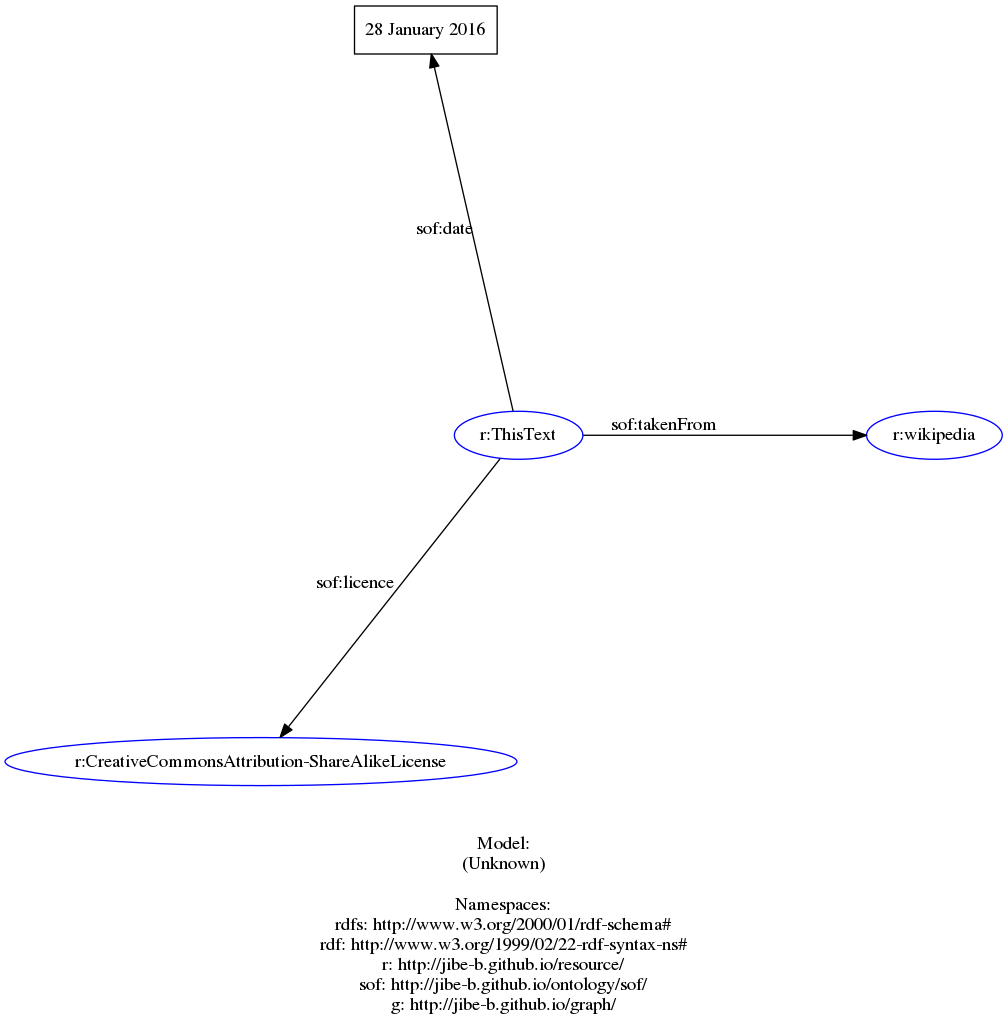 28 January 2016
sof:date
sof:takenFrom
r:ThisText
r:wikipedia
sof:licence
r:CreativeCommonsAttribution-ShareAlikeLicense
Model:
(Unknown)
Namespaces:
rdfs: http://www.w3.org/2000/01/rdf-schema#
rdf: http://www.w3.org/1999/02/22-rdf-syntax-ns#
r: http://jibe-b.github.io/resource/
sof: http://jibe-b.github.io/ontology/sof/
g: http://jibe-b.github.io/graph/